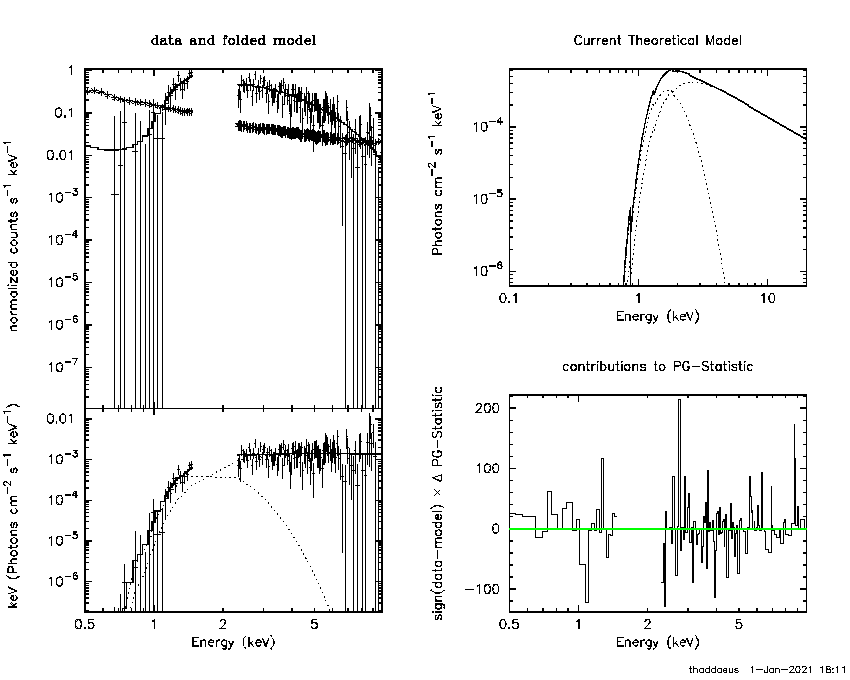 data and folded model
normalized counts s⁻¹ keV⁻¹
1
0.1
0.01
10⁻³
10⁻⁴
10⁻⁵
10⁻⁶
10⁻⁷
keV (Photons cm⁻² s⁻¹ keV⁻¹)
0.01
10⁻³
10⁻⁴
10⁻⁵
10⁻⁶
0.5 1 2 5
Energy (keV)
Current Theoretical Model
Photons cm⁻² s⁻¹ keV⁻¹
10⁻⁴
10⁻⁵
10⁻⁶
0.1 1 10
Energy (keV)
contributions to PG-Statistic
sign(data-model) × Δ PG-Statistic
200
100
0
-100
0.5 1 2 5
Energy (keV)
thaddaeus 1-Jan-2021 18:11